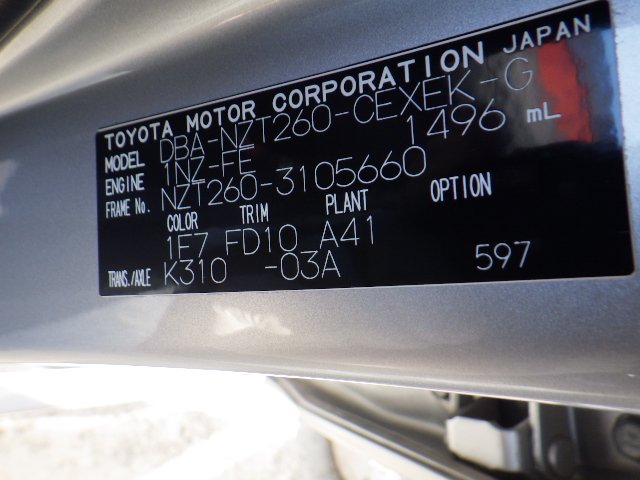 TOYOTA MOTOR CORPORATION JAPAN
MODEL DBA-NZT260-CEXEK-G
ENGINE 1NZ-FE 1496 mL
FRAME No. NZT260-3105660
COLOR TRIM PLANT OPTION
1F7 FD10 A41
TRANS./AXLE K310 -03A 597